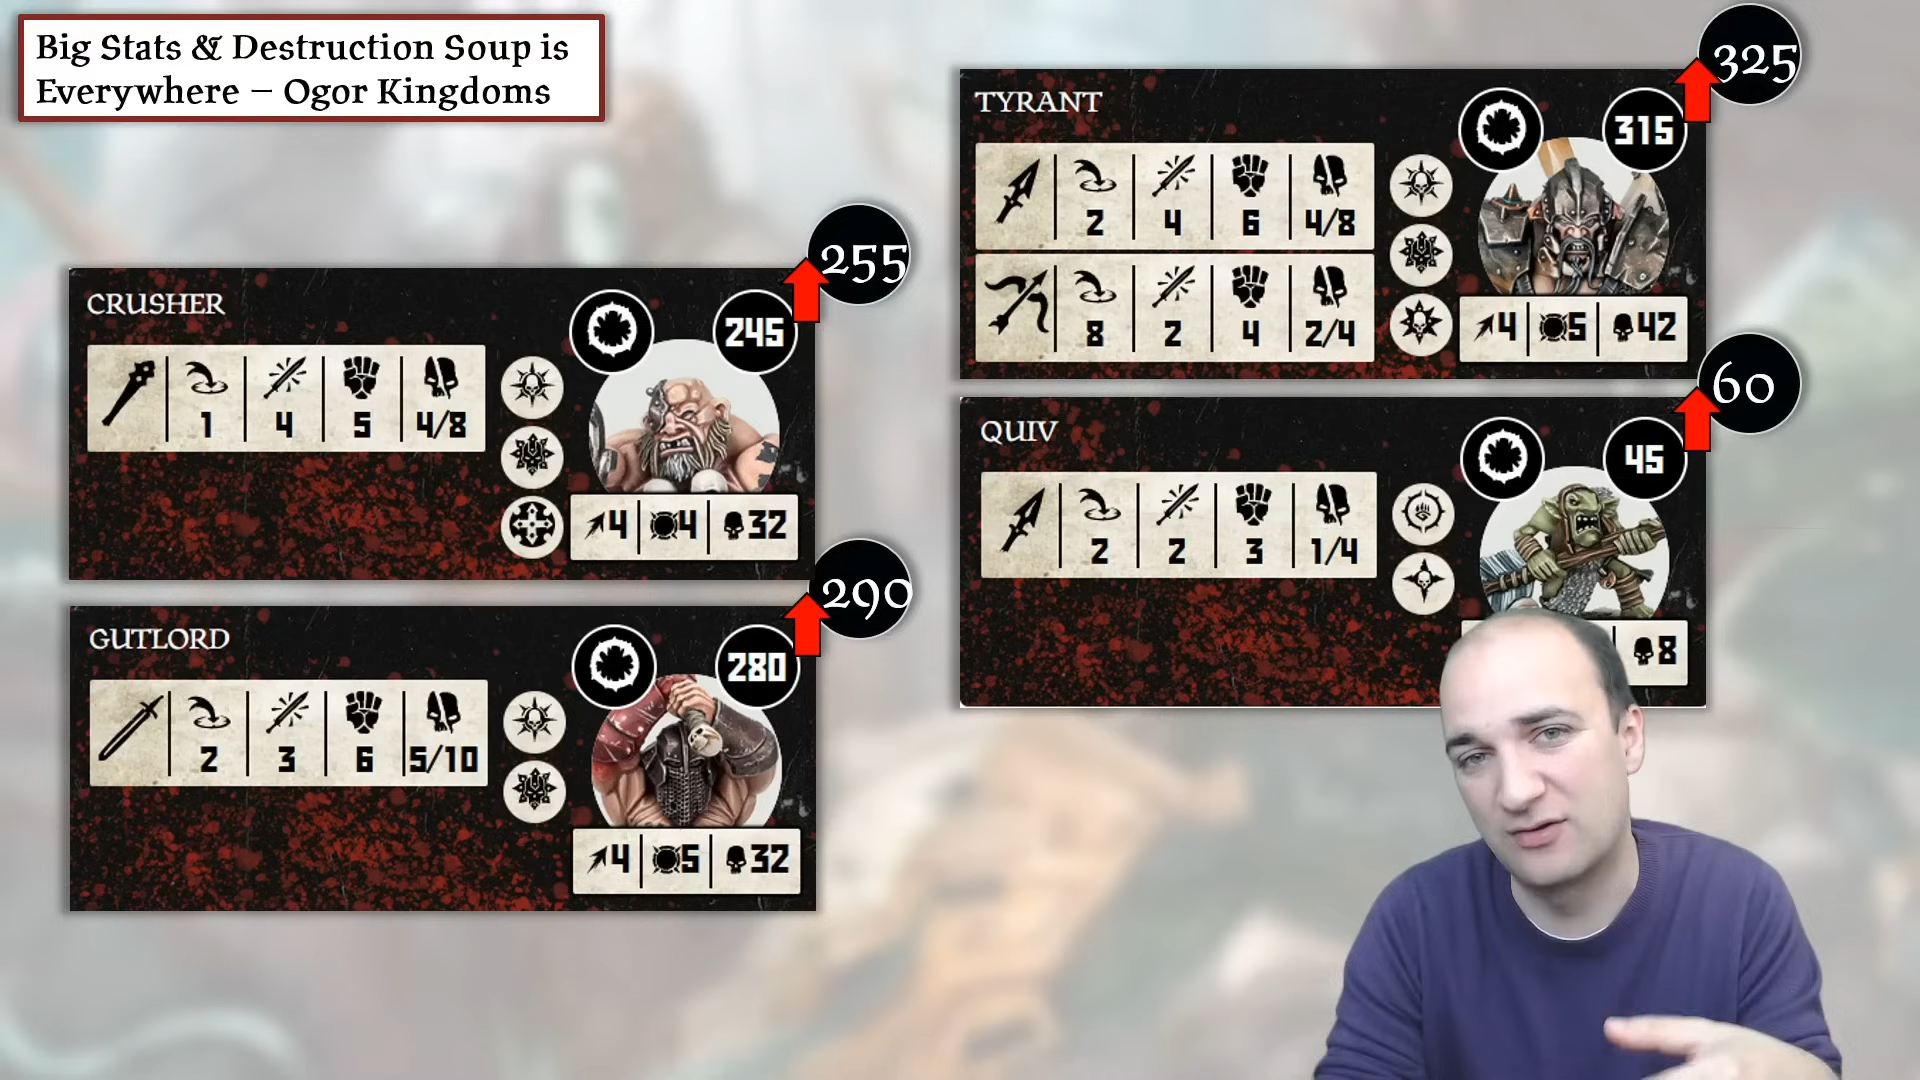 Big Stats & Destruction Soup is
Everywhere – Ogor Kingdoms
CRUSHER
255
245
1 4 5 4/8
4 4 32
GUTLORD
290
280
2 3 6 5/10
4 5 32
TYRANT
325
315
2 4 6 4/8
8 2 4 2/4
4 5 42
QUIV
60
45
2 2 3 1/4
8